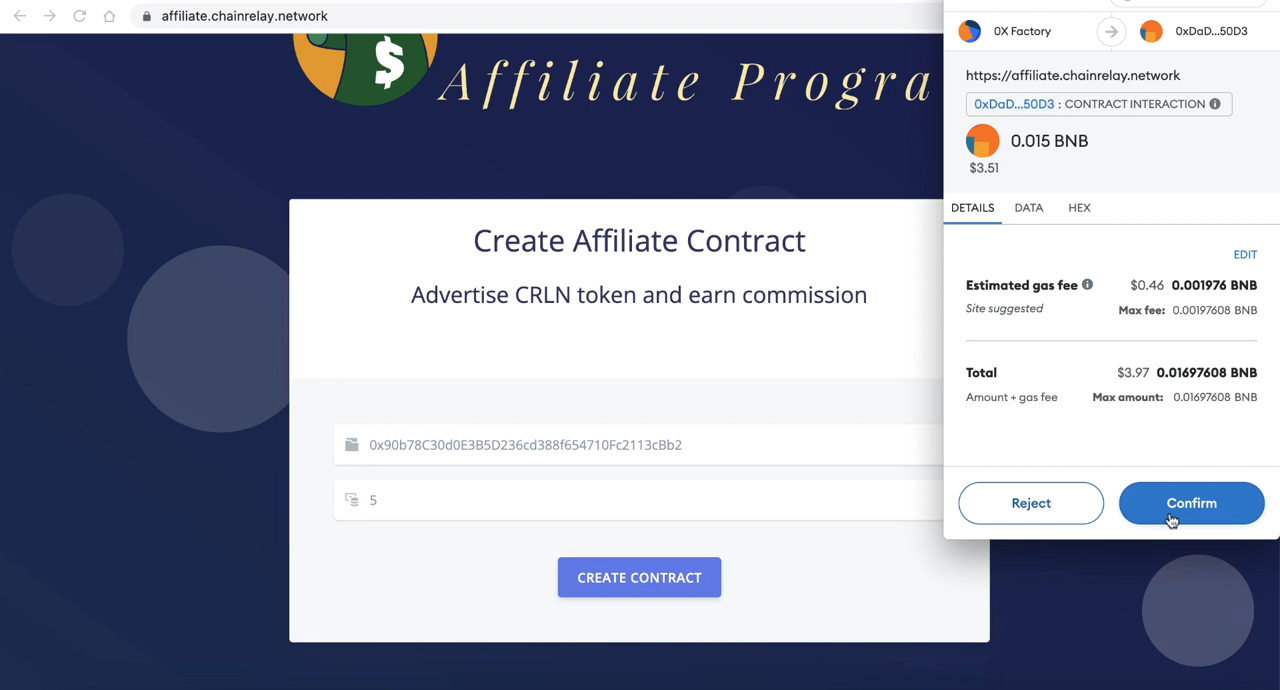 affiliate.chainrelay.network
$
Affiliate Progra
Create Affiliate Contract
Advertise CRLN token and earn commission
0x90b78C30d0E3B5D236cd388f654710Fc2113cBb2
5
CREATE CONTRACT
0X Factory
0xDaD...50D3
https://affiliate.chainrelay.network
0xDaD...50D3 : CONTRACT INTERACTION
0.015 BNB
$3.51
DETAILS DATA HEX
EDIT
Estimated gas fee $0.46 0.001976 BNB
Site suggested Max fee: 0.00197608 BNB
Total $3.97 0.01697608 BNB
Amount + gas fee Max amount: 0.01697608 BNB
Reject Confirm